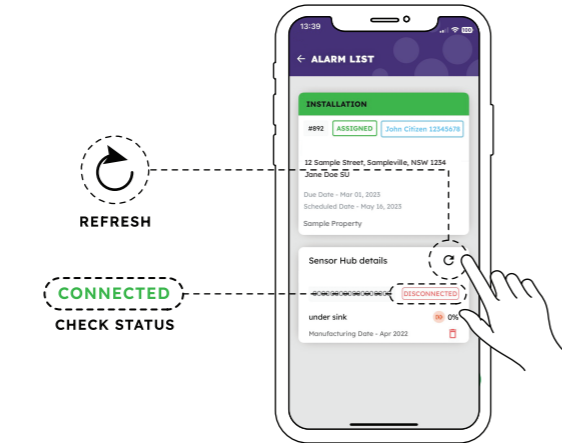 13:39
← ALARM LIST
INSTALLATION
#892 ASSIGNED John Citizen 12345678
12 Sample Street, Sampleville, NSW 1234
Jane Doe SU
Due Date - Mar 01, 2023
Scheduled Date - May 16, 2023
Sample Property
REFRESH
Sensor Hub details
CONNECTED
DISCONNECTED
CHECK STATUS
under sink 0%
Manufacturing Date - Apr 2022